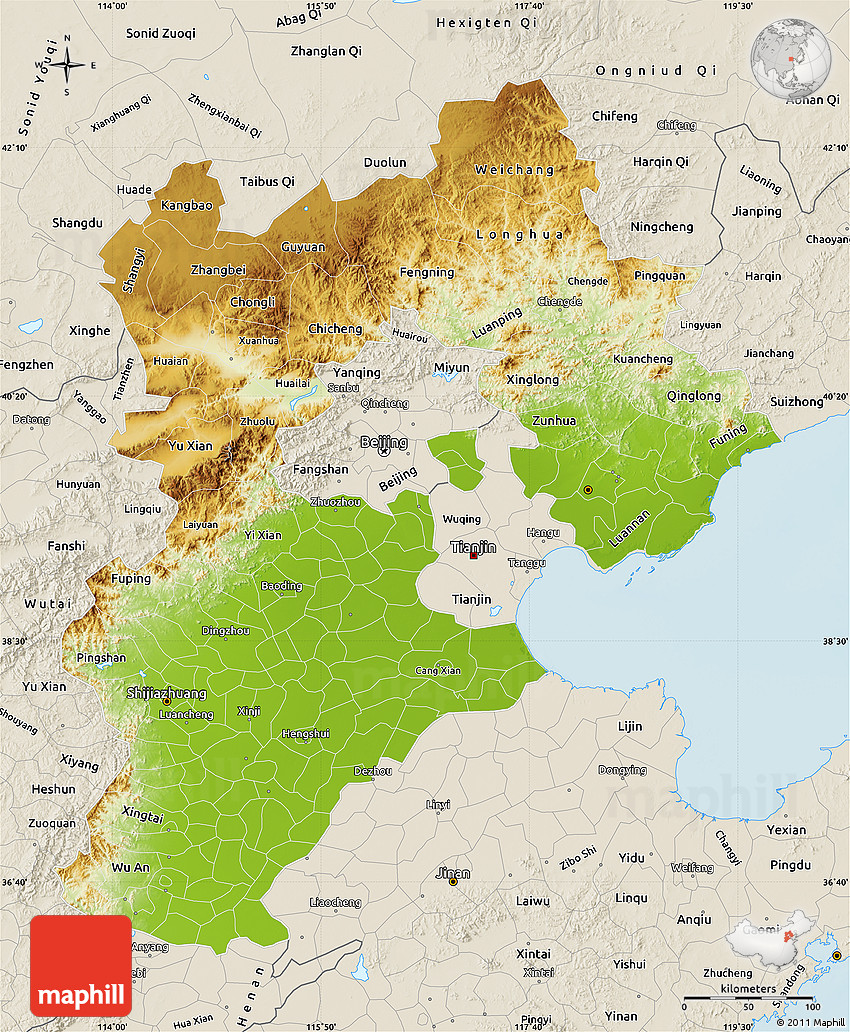 114:00
115:50
117:40
119:30
Abag Qi
Hexigten Qi
Sonid Zuoqi
Zhanglan Qi
Sonid Youqi
N
W
E
S
Ongniud Qi
Xianghuang Qi
Zhengxianbai Qi
Aohan Qi
Chifeng
Chifeng
42°10'
42°10'
Duolun
Harqin Qi
Liaoning
Weichang
Taibus Qi
Huade
Kangbao
Jianping
Shangdu
Ningcheng
Longhua
Chaoyang
Guyuan
Shangyi
Zhangbei
Fengning
Chengde
Pingquan
Harqin
Chongli
Chengde
Xinghe
Chicheng
Huairou
Luanping
Lingyuan
Xuanhua
Jianchang
Fengzhen
Huaian
Kuancheng
Tianzhen
Yanqing
Miyun
Huailai
Sanbu
Xinglong
40°20'
40°20'
Yanggao
Qincheng
Qinglong
Suizhong
Datong
Zhuolu
Zunhua
Yu Xian
Beijing
Funing
Fangshan
Beijing
Hunyuan
Zhuozhou
Lingqiu
Laiyuan
Wuqing
Luannan
Fanshi
Yi Xian
Hangu
Tianjin
Tanggu
Fuping
Baoding
Wutai
Tianjin
Dingzhou
38°30'
38°30'
Pingshan
Cang Xian
Yu Xian
Shijiazhuang
Shouyang
Luancheng
Xinji
Lijin
Hengshui
Xiyang
Dezhou
Dongying
Heshun
Linyi
Xingtai
Zuoquan
Yexian
Changyi
Zibo Shi
Yidu
Wu An
Weifang
Pingdu
Jinan
36°40'
36°40'
Laiwu
Linqu
Liaocheng
Anqiu
Gaomi
Anyang
Xintai
Yishui
Xintai
Zhucheng
Shandong
Henan
kilometers
maphill
0
50
100
Hua Xian
Pingyi
Yinan
114:00
115:50
117:40
119:30
© 2011 Maphill